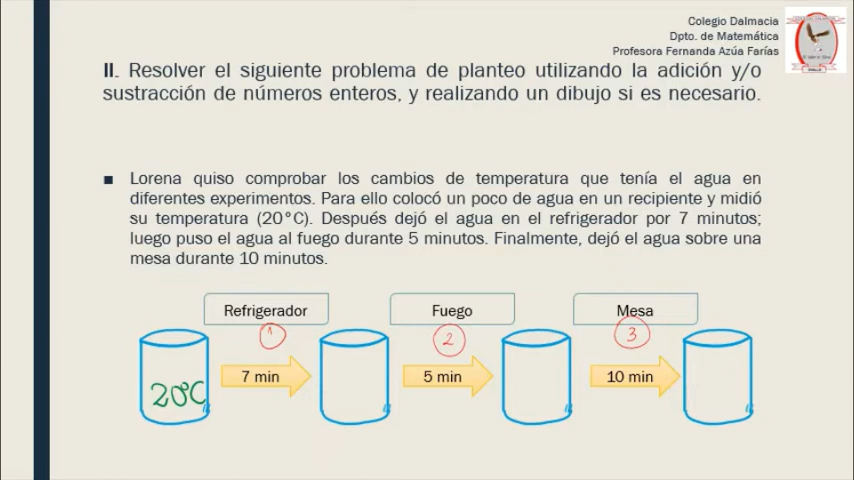 Colegio Dalmacia
Dpto. de Matemática
Profesora Fernanda Azúa Farías
II. Resolver el siguiente problema de planteo utilizando la adición y/o
sustracción de números enteros, y realizando un dibujo si es necesario.
■ Lorena quiso comprobar los cambios de temperatura que tenía el agua en
diferentes experimentos. Para ello colocó un poco de agua en un recipiente y midió
su temperatura (20°C). Después dejó el agua en el refrigerador por 7 minutos;
luego puso el agua al fuego durante 5 minutos. Finalmente, dejó el agua sobre una
mesa durante 10 minutos.
Refrigerador Fuego Mesa
1 2 3
7 min 5 min 10 min
20°C